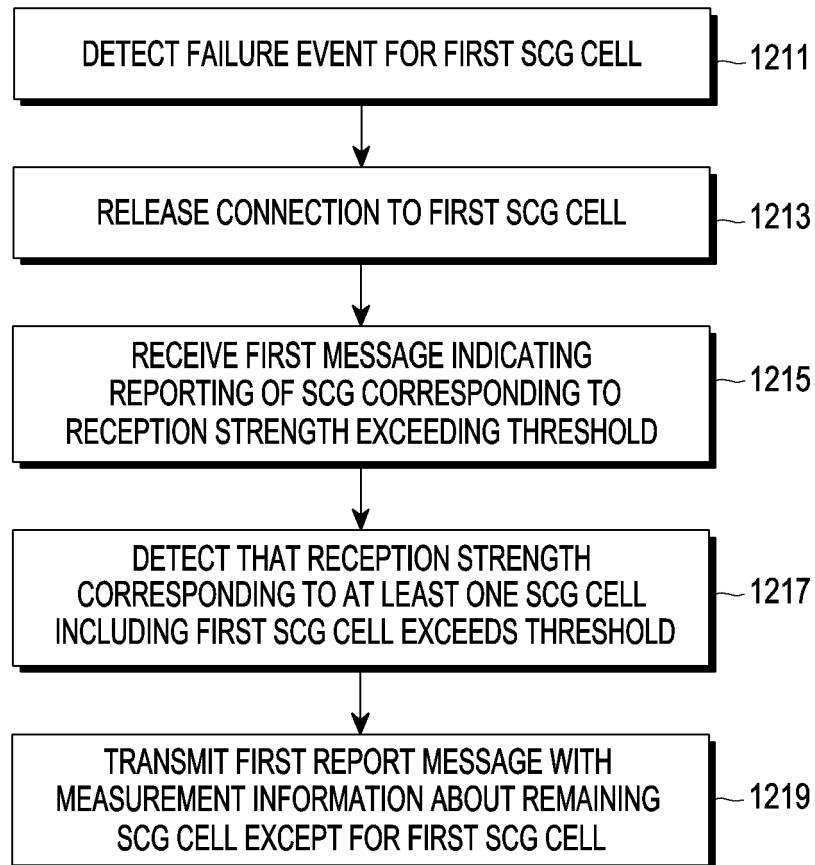 DETECT FAILURE EVENT FOR FIRST SCG CELL
1211
RELEASE CONNECTION TO FIRST SCG CELL
1213
RECEIVE FIRST MESSAGE INDICATING
REPORTING OF SCG CORRESPONDING TO
RECEPTION STRENGTH EXCEEDING THRESHOLD
1215
DETECT THAT RECEPTION STRENGTH
CORRESPONDING TO AT LEAST ONE SCG CELL
INCLUDING FIRST SCG CELL EXCEEDS THRESHOLD
1217
TRANSMIT FIRST REPORT MESSAGE WITH
MEASUREMENT INFORMATION ABOUT REMAINING
SCG CELL EXCEPT FOR FIRST SCG CELL
1219